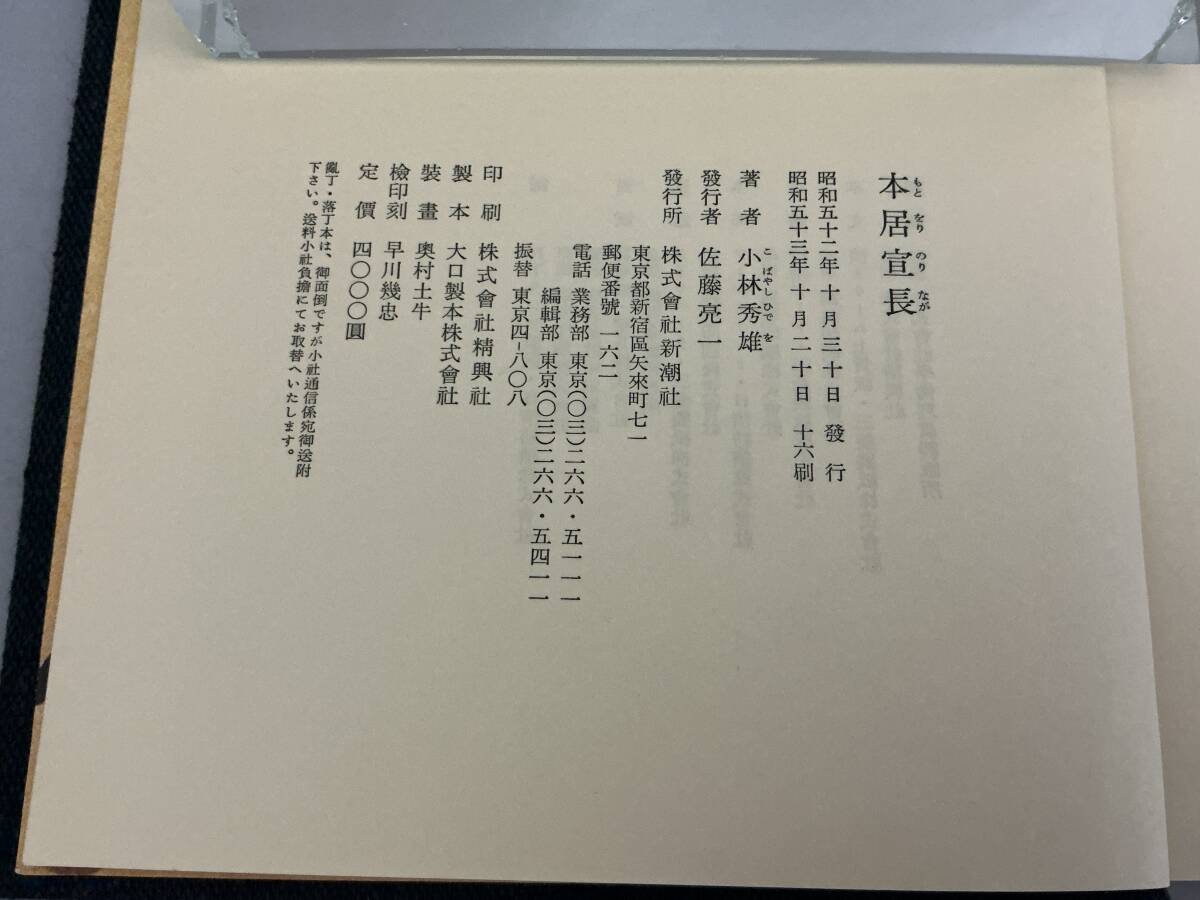 本居宣長
もとをりのりなが
昭和五十二年 十 月三十日 發 行
昭和五十三年 十 月二十日 十六刷
著 者 小林秀雄
こばやしひでを
發行者 佐藤亮一
發行所 株式會社新潮社
東京都新宿區矢來町七一
郵便番號 一六二
電話 業務部 東京(〇三)二六六・五一一一
編輯部 東京(〇三)二六六・五四一一
振替 東京四-八〇八
印 刷 株式會社精興社
製 本 大口製本株式會社
裝 畫 奥村土牛
檢印刻 早川幾忠
定 價 四〇〇〇圓
亂丁・落丁本は、御面倒ですが小社通信係宛御送附
下さい。送料小社負擔にてお取替へいたします。